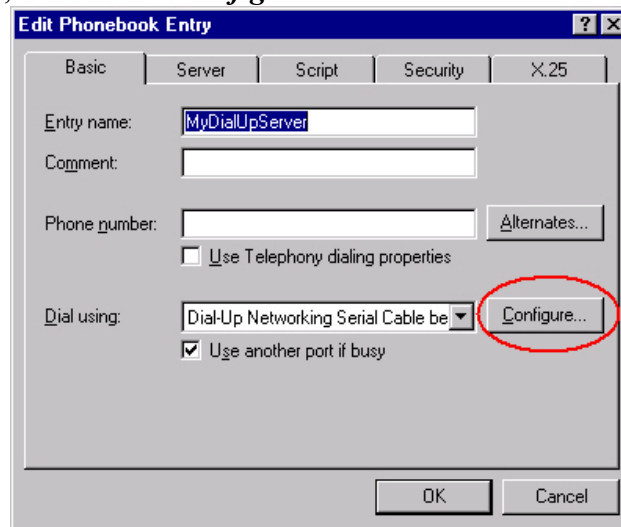 Edit Phonebook Entry
Basic Server Script Security X.25
Entry name: MyDialUpServer
Comment:
Phone number: Alternates...
Use Telephony dialing properties
Dial using: Dial-Up Networking Serial Cable be Configure...
Use another port if busy
OK Cancel